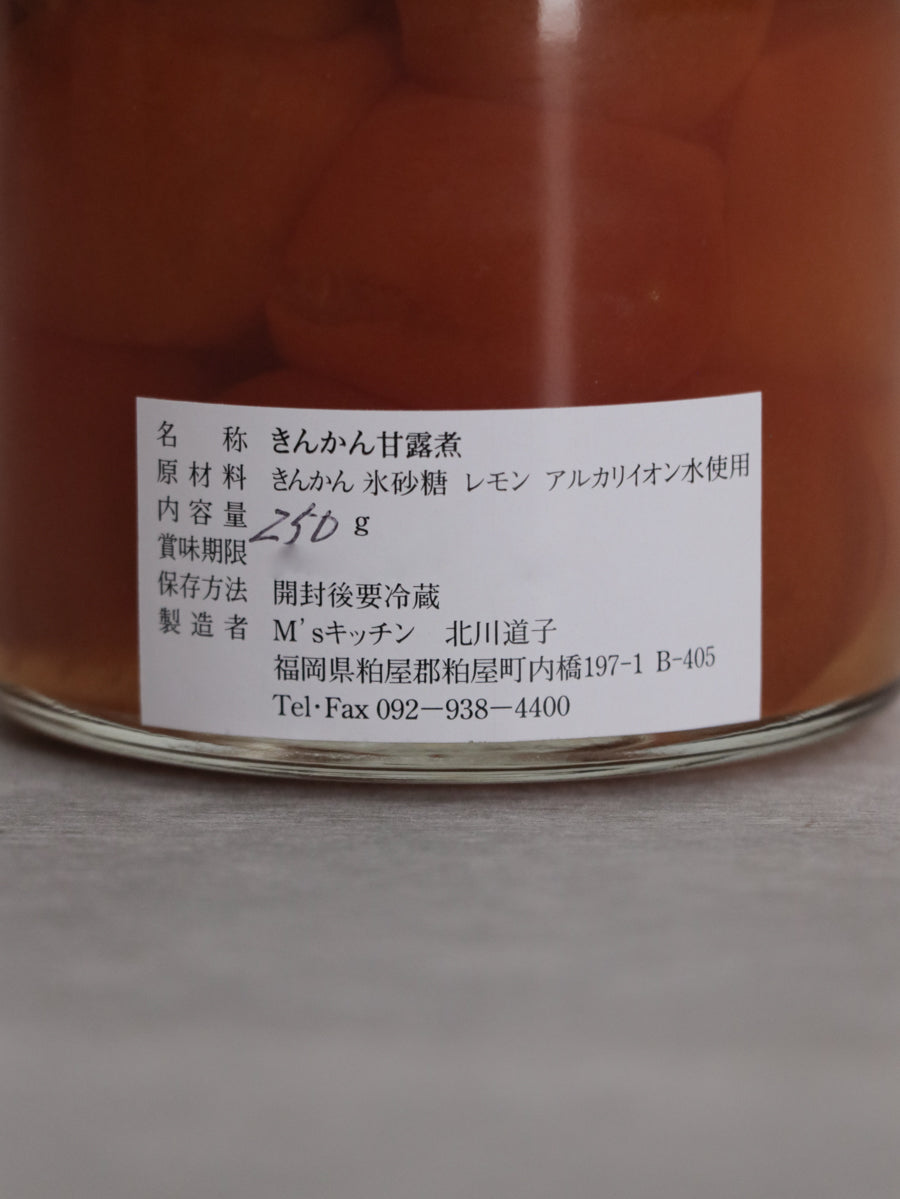 名称 きんかん甘露煮
原材料 きんかん 氷砂糖 レモン アルカリイオン水使用
内容量 250 g
賞味期限
保存方法 開封後要冷蔵
製造者 M'sキッチン 北川道子
福岡県粕屋郡粕屋町内橋197-1 B-405
Tel・Fax 092-938-4400